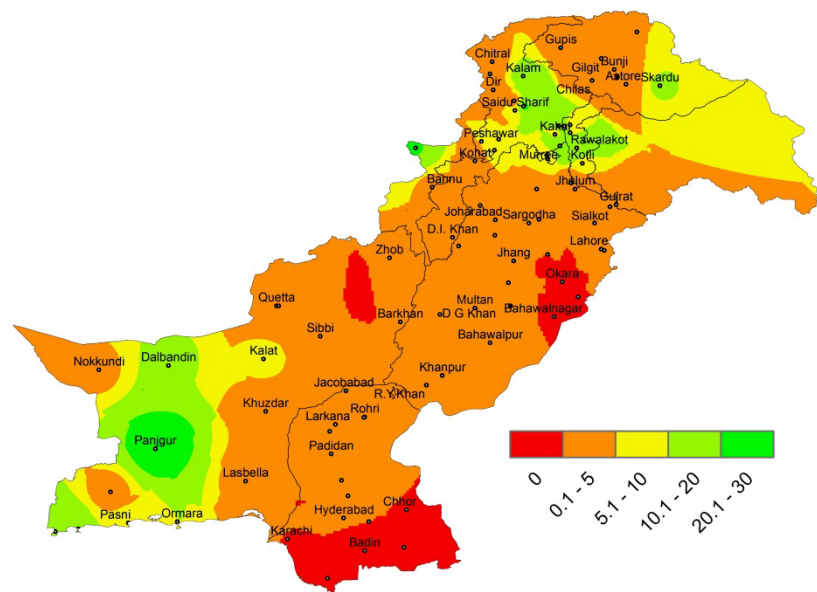 Gupis
Chitral
Bunji
Kalam
Gilgit
Astore
Skardu
Dir
Chilas
Saidu Sharif
Peshawar
Kakul
Rawalakot
Kohat
Murree
Kotli
Bannu
Jhelum
Gujrat
Joharabad
Sargodha
Sialkot
D.I. Khan
Lahore
Zhob
Jhang
Okara
Quetta
Multan
Barkhan
D G Khan
Bahawalnagar
Sibbi
Bahawalpur
Kalat
Nokkundi
Dalbandin
Khanpur
Jacobabad
R.Y.Khan
Khuzdar
Larkana
Rohri
Panjgur
Padidan
Lasbella
Chhor
Pasni
Ormara
Hyderabad
Karachi
Badin
0
0.1 - 5
5.1 - 10
10.1 - 20
20.1 - 30